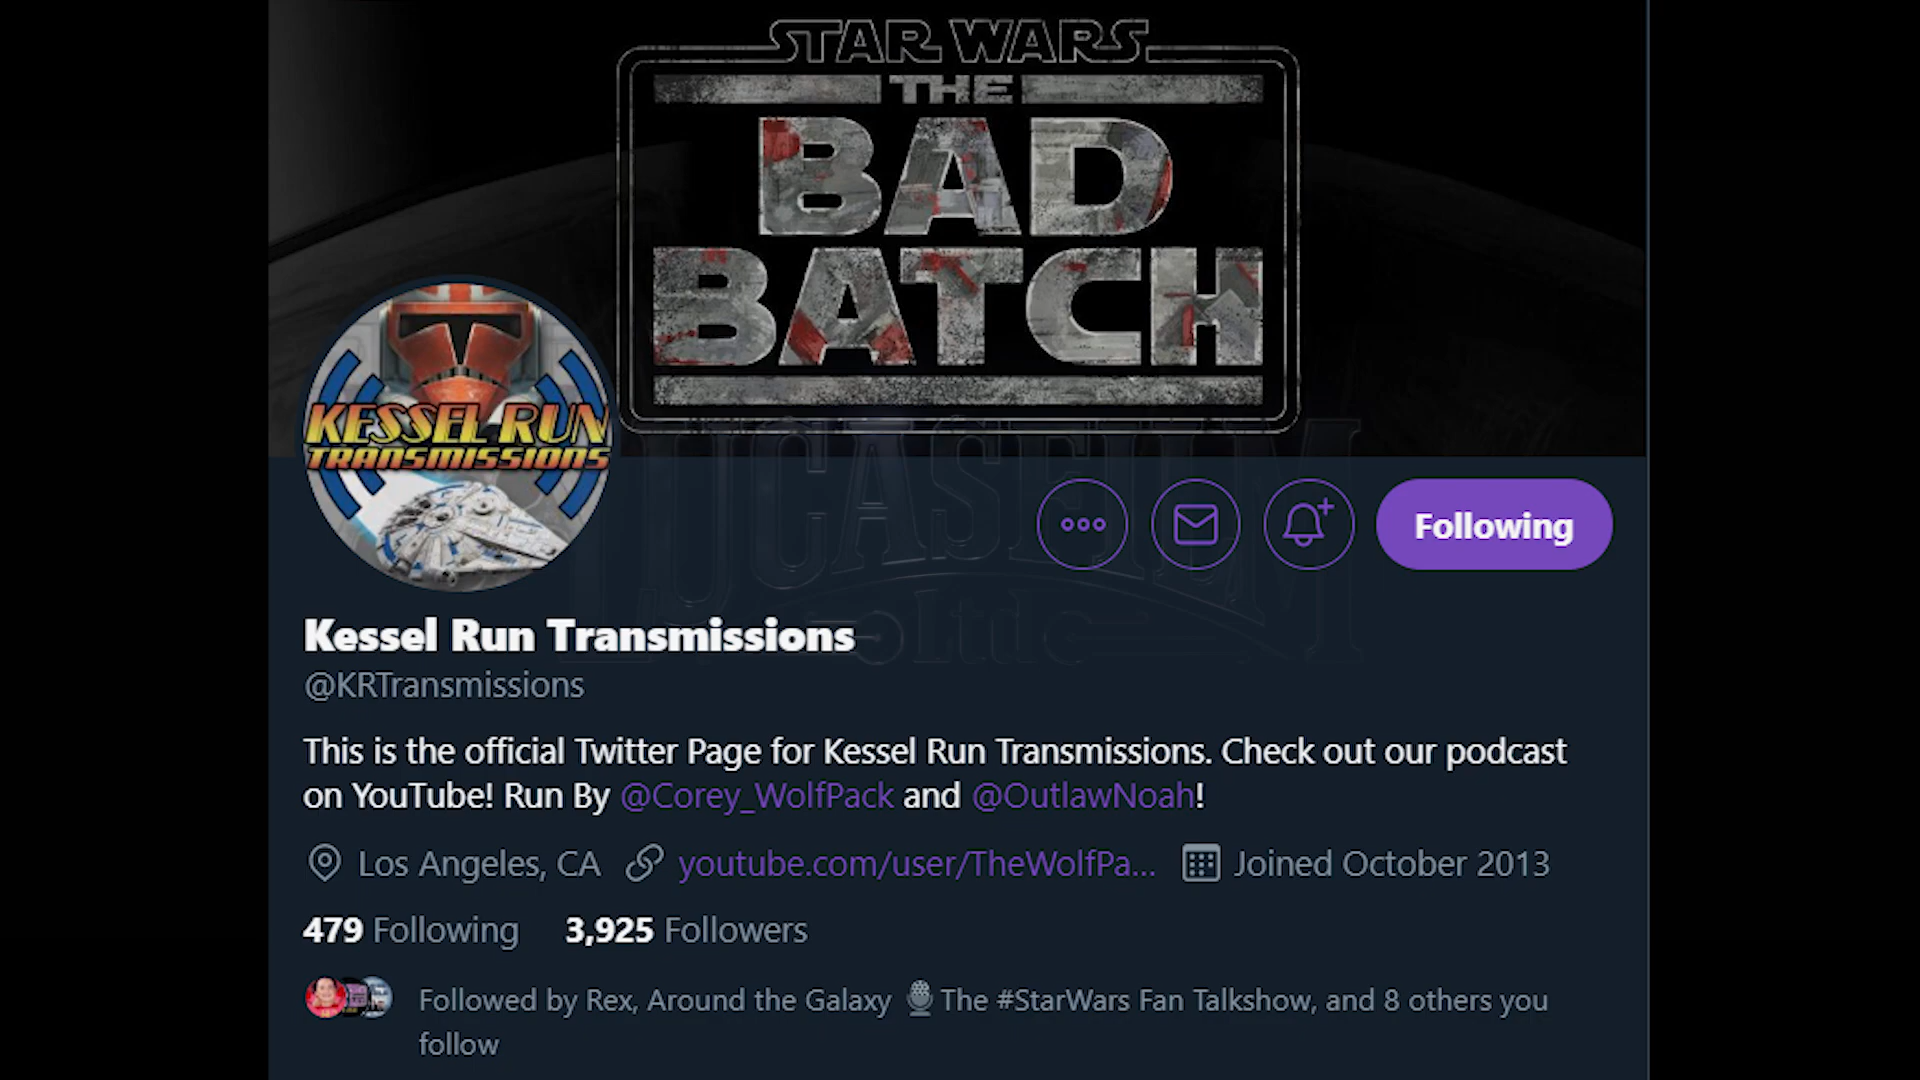 STAR WARS
THE
BAD
BATCH
KESSEL RUN
TRANSMISSIONS
LUCASFILM
Ltd
Following
Kessel Run Transmissions
@KRTransmissions
This is the official Twitter Page for Kessel Run Transmissions. Check out our podcast
on YouTube! Run By @Corey_WolfPack and @OutlawNoah!
Los Angeles, CA youtube.com/user/TheWolfPa... Joined October 2013
479 Following 3,925 Followers
Followed by Rex, Around the Galaxy 🎙The #StarWars Fan Talkshow, and 8 others you
follow